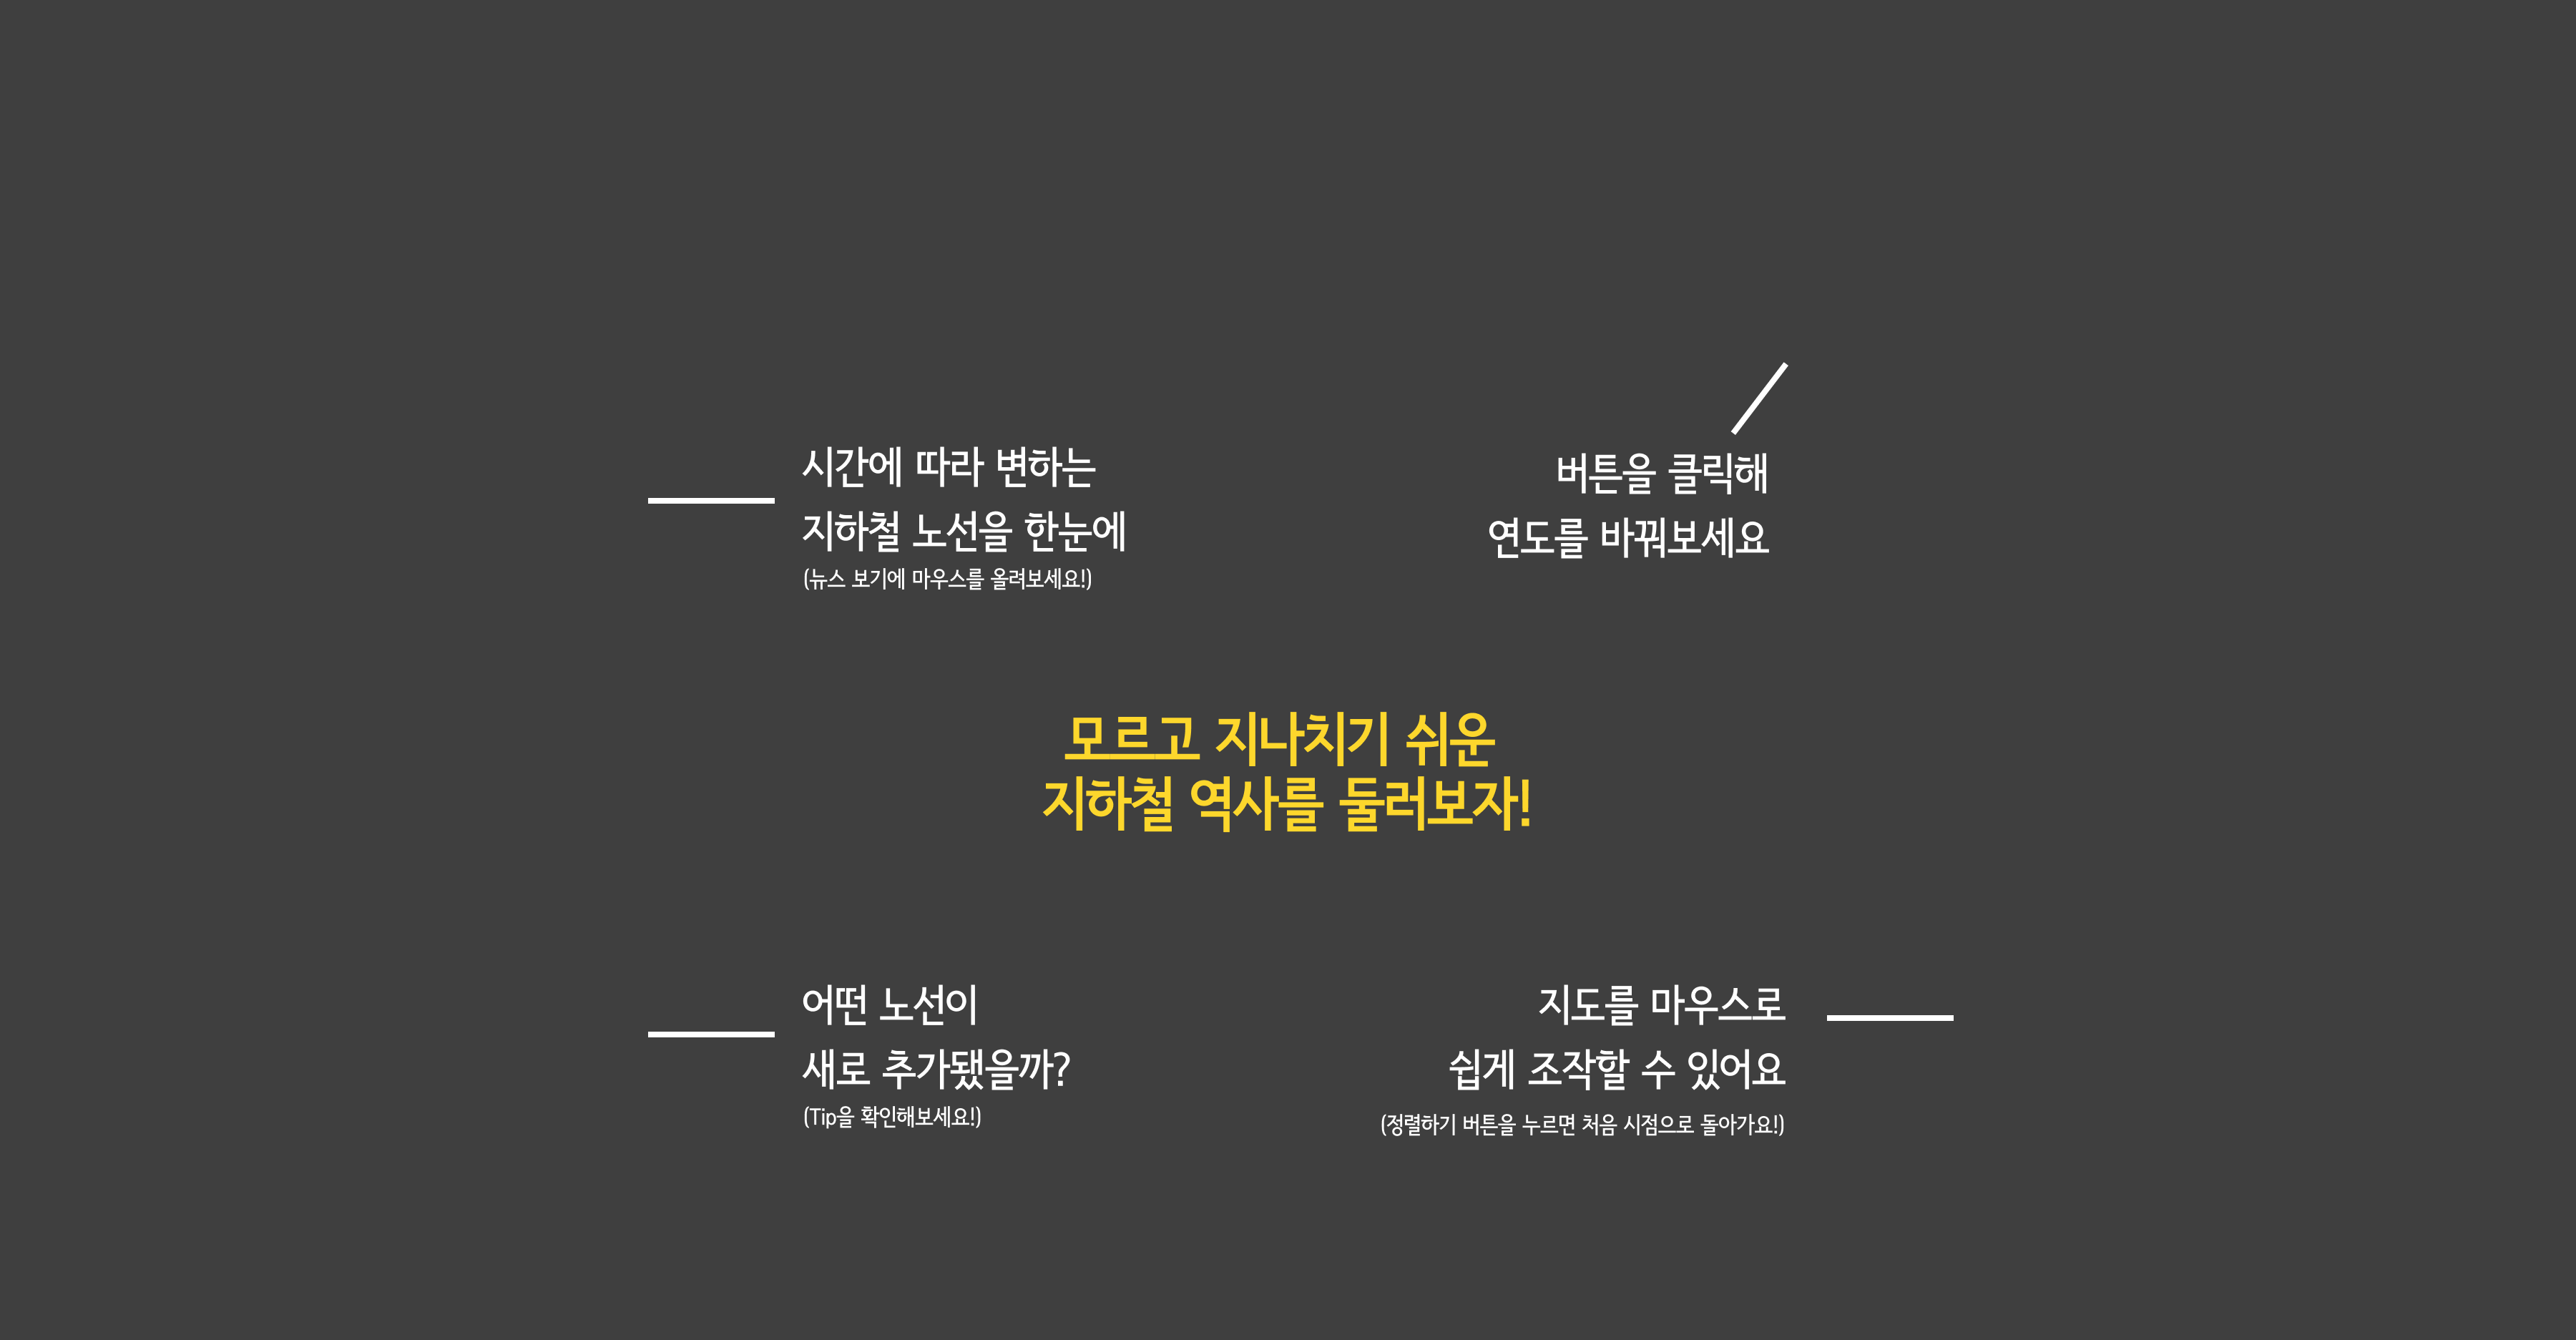 시간에 따라 변하는
지하철 노선을 한눈에
(뉴스 보기에 마우스를 올려보세요!)
버튼을 클릭해
연도를 바꿔보세요
모르고 지나치기 쉬운
지하철 역사를 둘러보자!
어떤 노선이
새로 추가됐을까?
(Tip을 확인해보세요!)
지도를 마우스로
쉽게 조작할 수 있어요
(정렬하기 버튼을 누르면 처음 시점으로 돌아가요!)